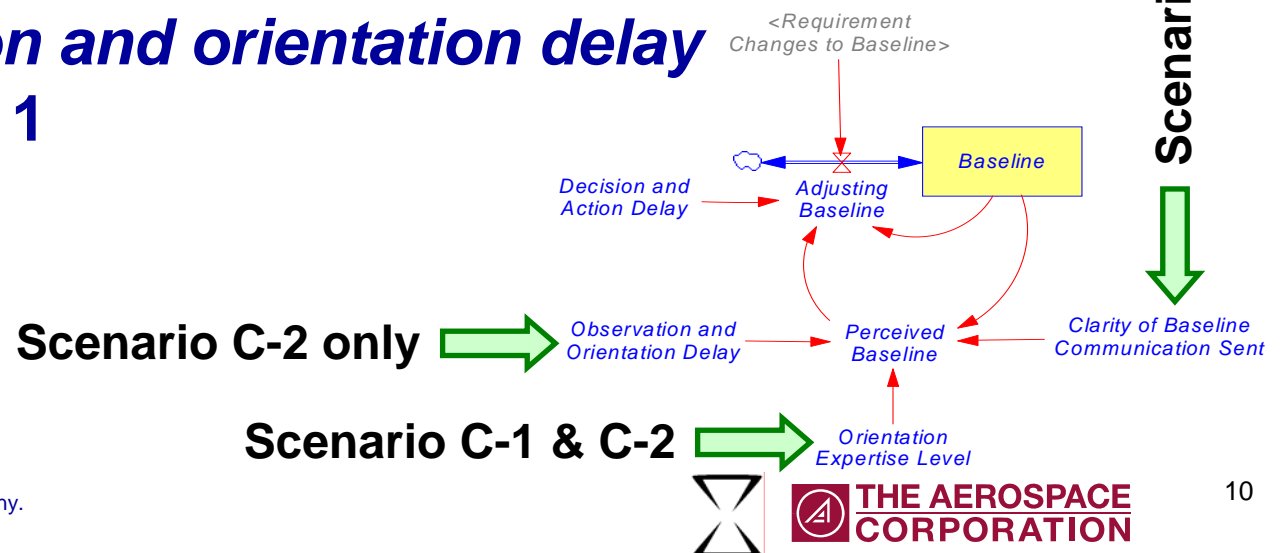 on and orientation delay
1
<Requirement
Changes to Baseline>
Scenari
Baseline
Decision and
Action Delay
Adjusting
Baseline
Scenario C-2 only
Observation and
Orientation Delay
Perceived
Baseline
Clarity of Baseline
Communication Sent
Scenario C-1 & C-2
Orientation
Expertise Level
ny.
THE AEROSPACE
CORPORATION
10